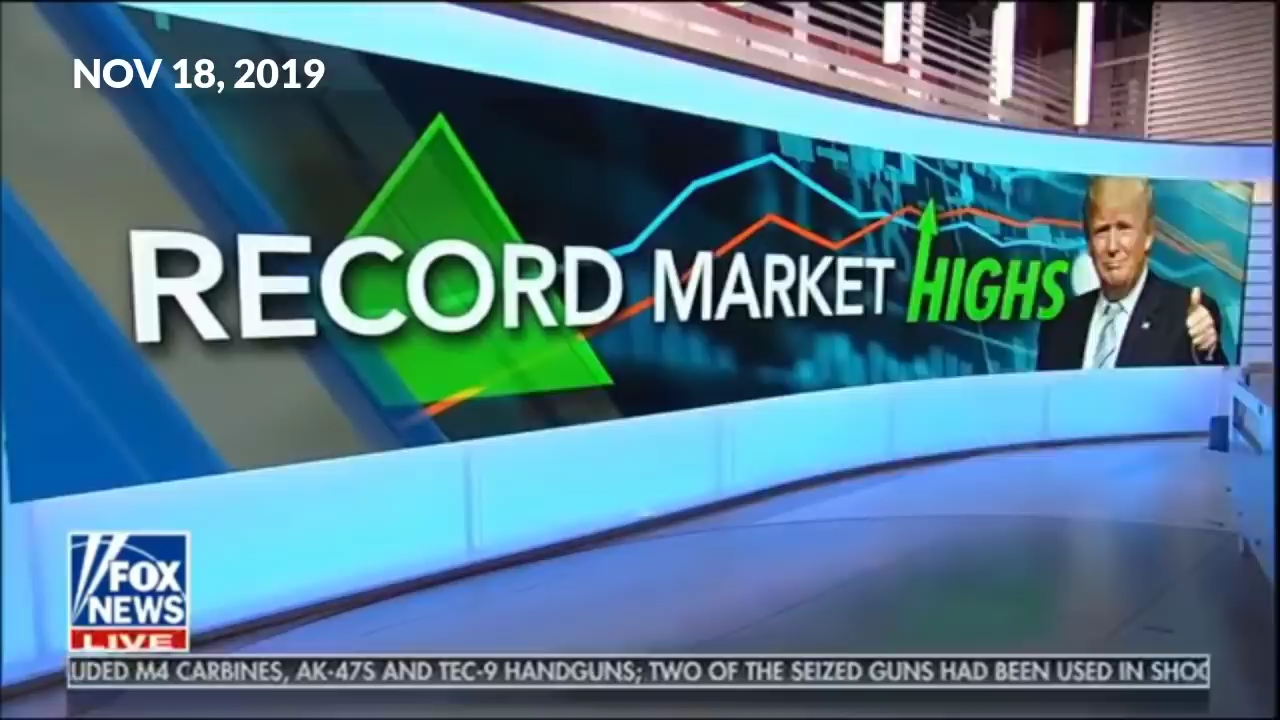 NOV 18, 2019
RECORD MARKET HIGHS
FOX
NEWS
LIVE
UDED M4 CARBINES, AK-47S AND TEC-9 HANDGUNS; TWO OF THE SEIZED GUNS HAD BEEN USED IN SHOO